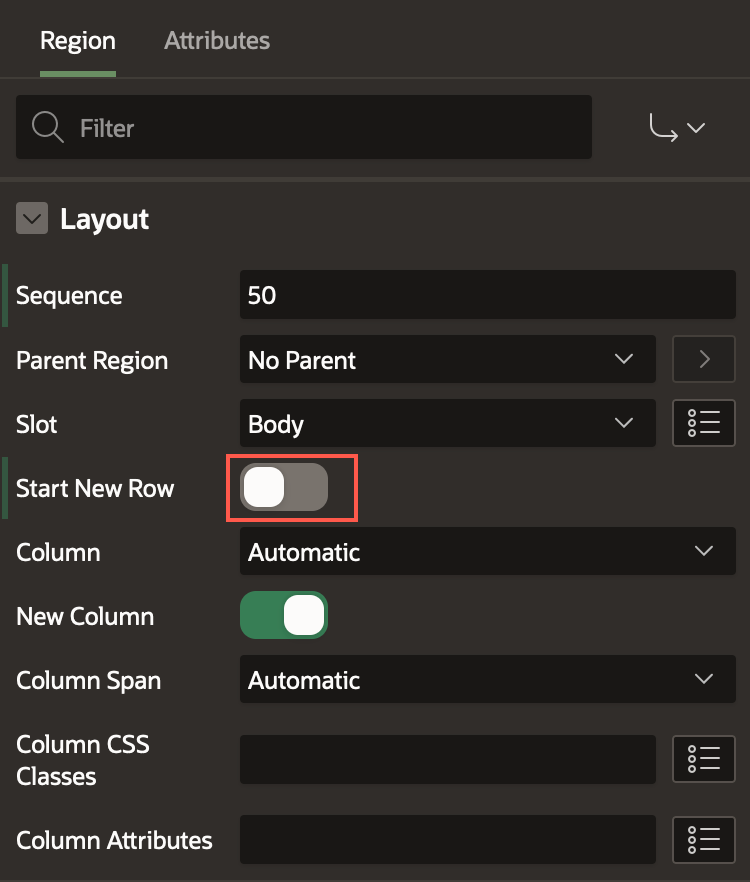 Region Attributes
Filter
Layout
Sequence 50
Parent Region No Parent
Slot Body
Start New Row
Column Automatic
New Column
Column Span Automatic
Column CSS
Classes
Column Attributes